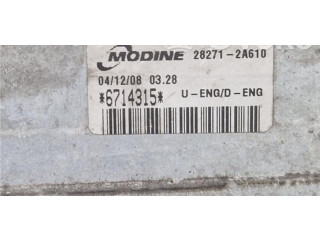 MODINE 28271-2A610
04/12/08 03.28
*6714315* U-ENG/D-ENG